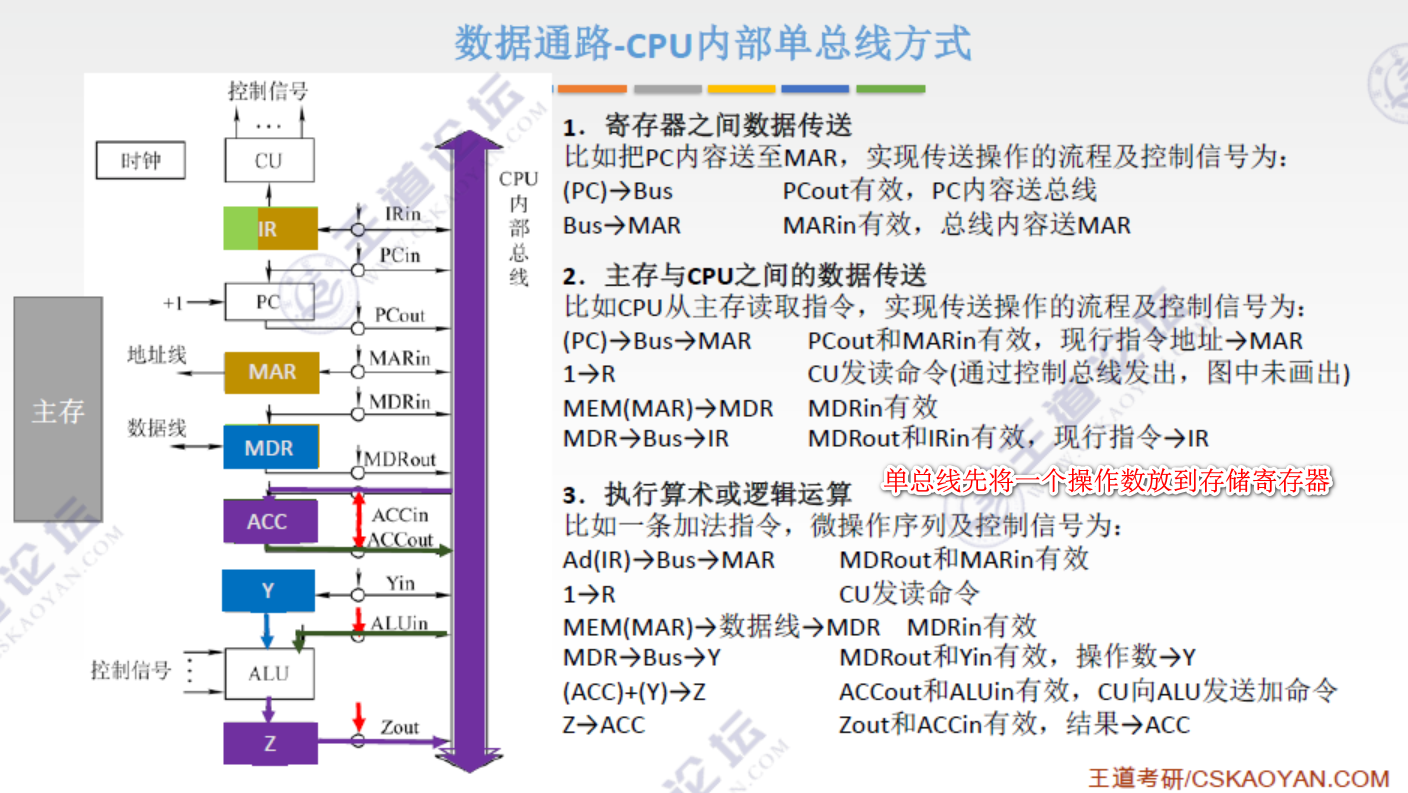 数据通路-CPU内部单总线方式
控制信号
...
时钟
CU
CPU
内
部
总
线
IR
IRin
PCin
+1
PC
PCout
地址线
MAR
MARin
主存
MDRin
数据线
MDR
MDRout
ACC
ACCin
ACCout
Y
Yin
ALUin
控制信号
ALU
Z
Zout
1. 寄存器之间数据传送
比如把PC内容送至MAR，实现传送操作的流程及控制信号为：
(PC)→Bus PCout有效，PC内容送总线
Bus→MAR MARin有效，总线内容送MAR
2. 主存与CPU之间的数据传送
比如CPU从主存读取指令，实现传送操作的流程及控制信号为：
(PC)→Bus→MAR PCout和MARin有效，现行指令地址→MAR
1→R CU发读命令(通过控制总线发出，图中未画出)
MEM(MAR)→MDR MDRin有效
MDR→Bus→IR MDRout和IRin有效，现行指令→IR
单总线先将一个操作数放到存储寄存器
3. 执行算术或逻辑运算
比如一条加法指令，微操作序列及控制信号为：
Ad(IR)→Bus→MAR MDRout和MARin有效
1→R CU发读命令
MEM(MAR)→数据线→MDR MDRin有效
MDR→Bus→Y MDRout和Yin有效，操作数→Y
(ACC)+(Y)→Z ACCout和ALUin有效，CU向ALU发送加命令
Z→ACC Zout和ACCin有效，结果→ACC
王道考研/CSKAOYAN.COM
王道论坛
WWW.CSKAOYAN.COM